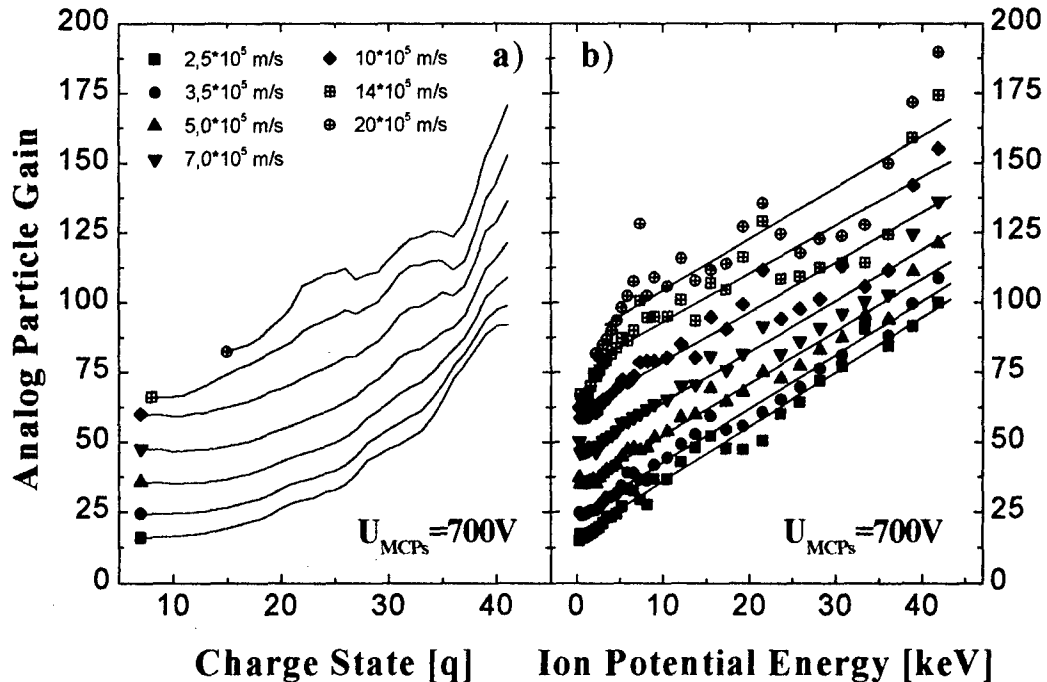 Analog Particle Gain
200
175
150
125
100
75
50
25
0
a)
2,5*10⁵ m/s
3,5*10⁵ m/s
5,0*10⁵ m/s
7,0*10⁵ m/s
10*10⁵ m/s
14*10⁵ m/s
20*10⁵ m/s
U_MCPs=700V
10 20 30 40
Charge State [q]
b)
U_MCPs=700V
0 10 20 30 40
Ion Potential Energy [keV]
200
175
150
125
100
75
50
25
0